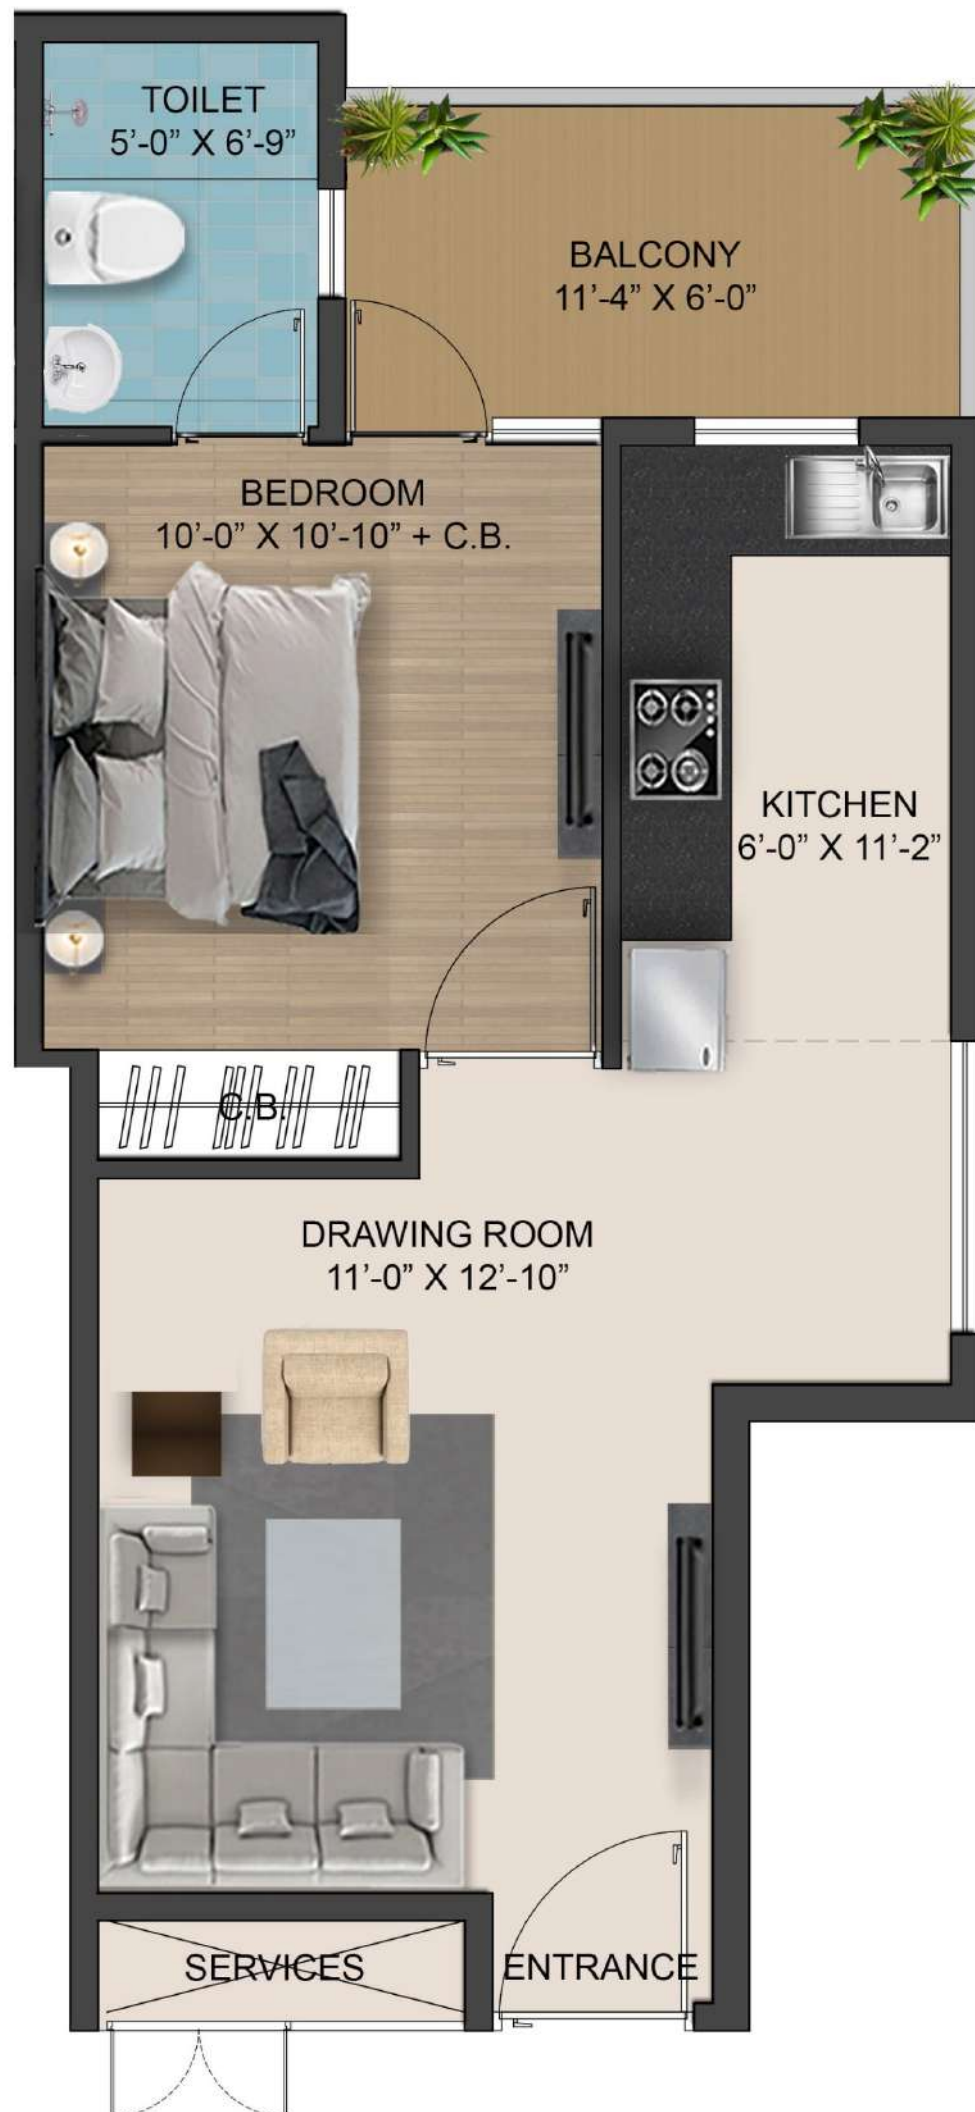 TOILET
5’-0” X 6’-9”
BALCONY
11’-4” X 6’-0”
BEDROOM
10’-0” X 10’-10” + C.B.
KITCHEN
6’-0” X 11’-2”
C.B.
DRAWING ROOM
11’-0” X 12’-10”
SERVICES
ENTRANCE